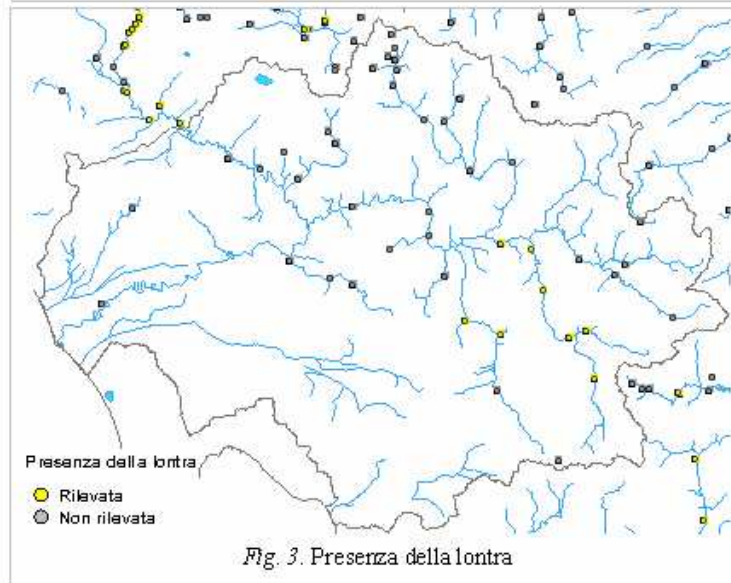 Presenza della lontra
Rilevata
Non rilevata
Fig. 3. Presenza della lontra